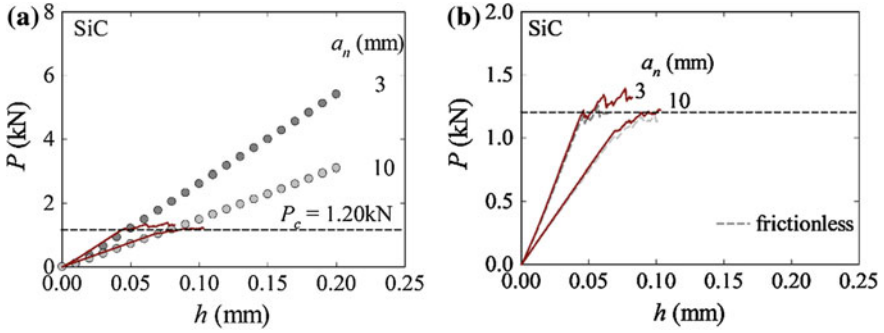 (a)
SiC
a_n (mm)
3
10
P_c = 1.20kN
P (kN)
8
6
4
2
0
0.00 0.05 0.10 0.15 0.20 0.25
h (mm)
(b)
SiC
a_n (mm)
3
10
frictionless
P (kN)
2.0
1.5
1.0
0.5
0.0
0.00 0.05 0.10 0.15 0.20 0.25
h (mm)